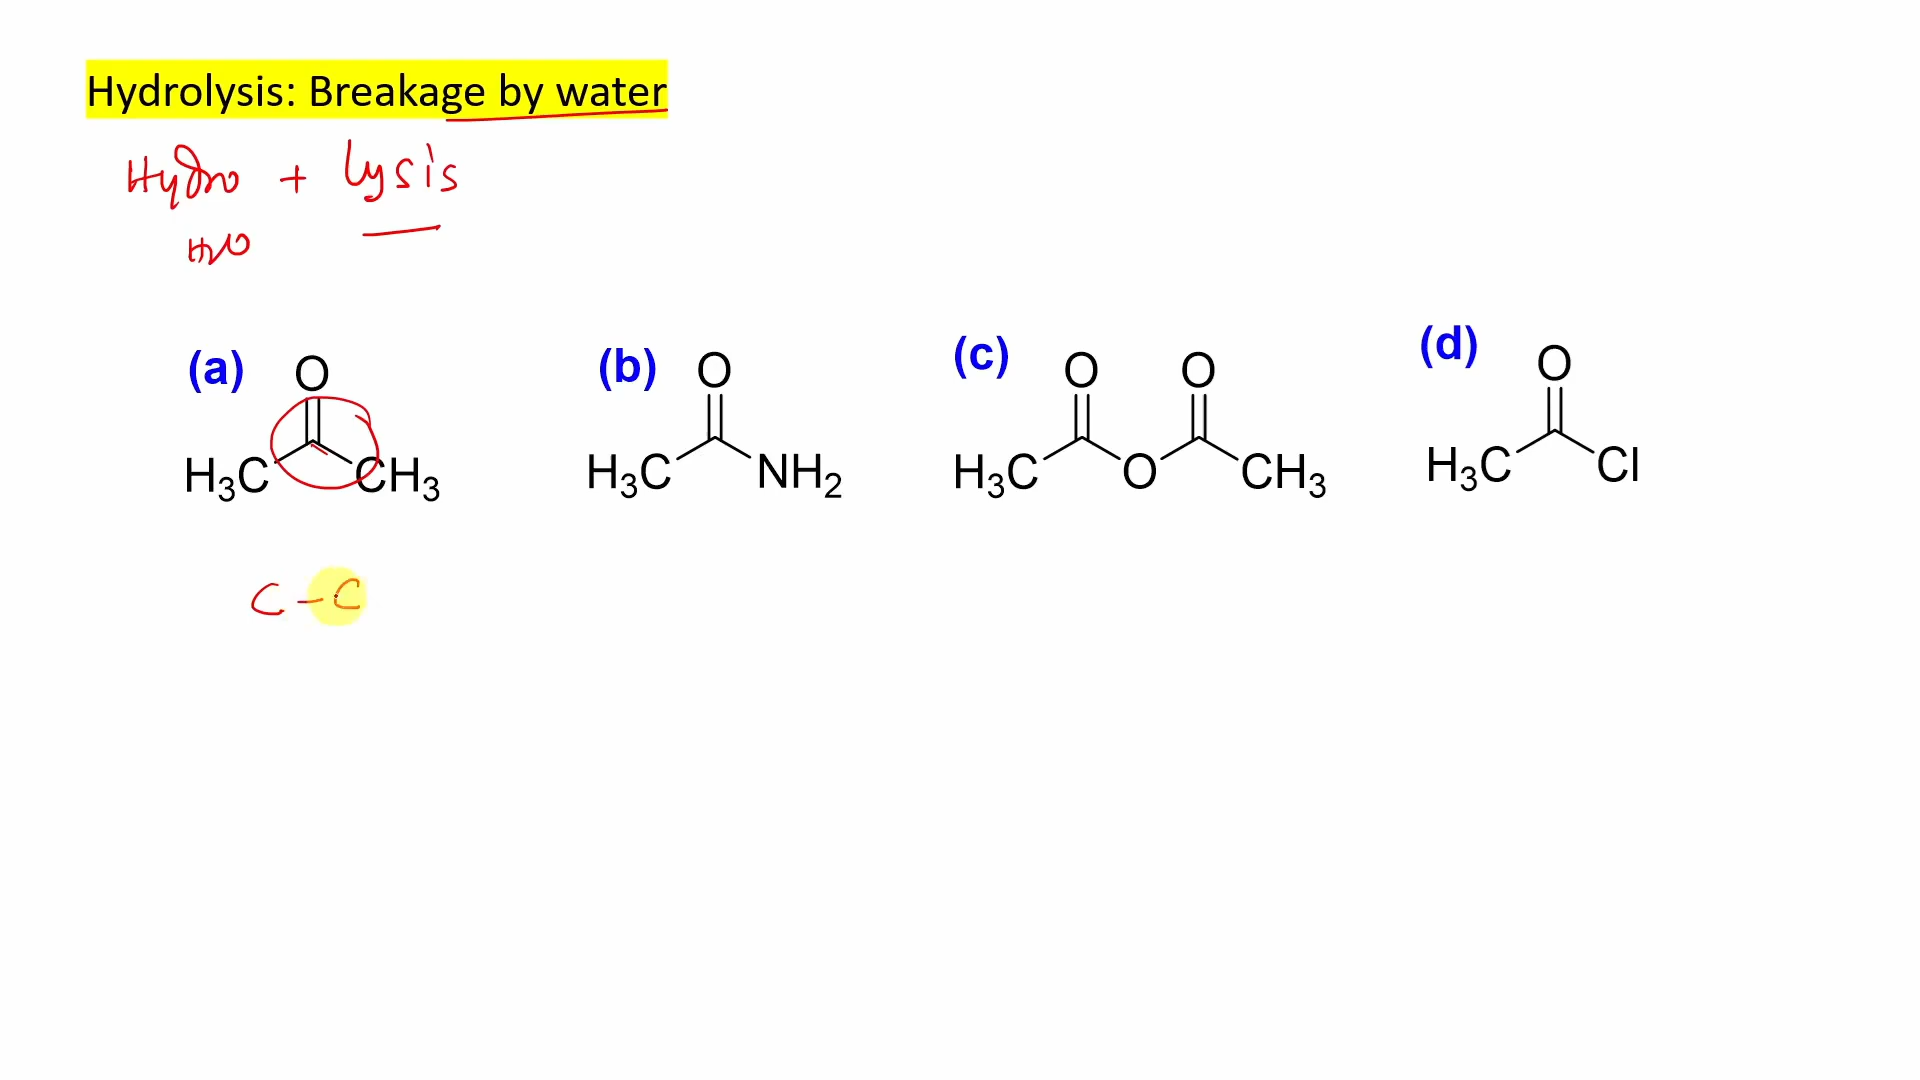 Hydrolysis: Breakage by water
Hydro + lysis
H2O
(a) (b) (c) (d)
O O O O O
H3C CH3 H3C NH2 H3C O CH3 H3C Cl
C-C